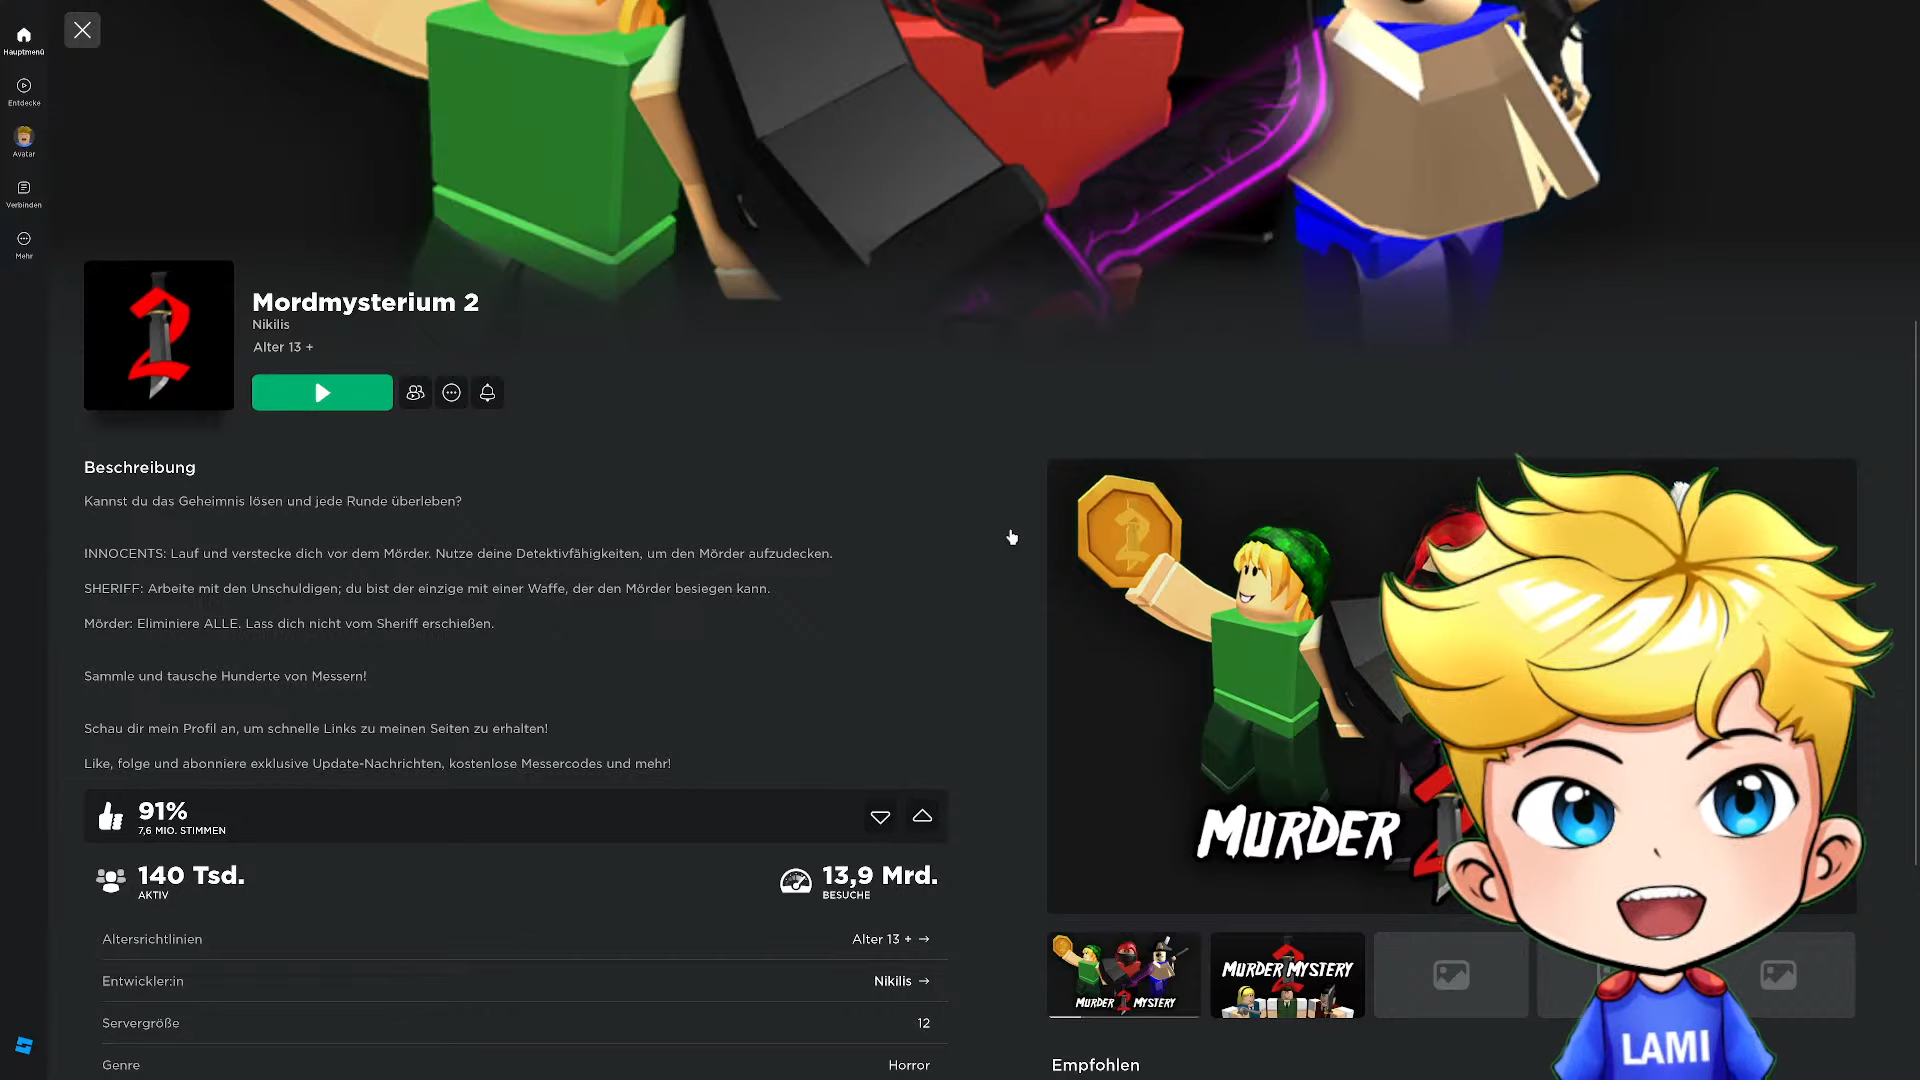 Hauptmenü
Entdecke
Avatar
Verbinden
Mehr
2
Mordmysterium 2
Nikilis
Alter 13 +
Beschreibung
Kannst du das Geheimnis lösen und jede Runde überleben?
INNOCENTS: Lauf und verstecke dich vor dem Mörder. Nutze deine Detektivfähigkeiten, um den Mörder aufzudecken.
SHERIFF: Arbeite mit den Unschuldigen; du bist der einzige mit einer Waffe, der den Mörder besiegen kann.
Mörder: Eliminiere ALLE. Lass dich nicht vom Sheriff erschießen.
Sammle und tausche Hunderte von Messern!
Schau dir mein Profil an, um schnelle Links zu meinen Seiten zu erhalten!
Like, folge und abonniere exklusive Update-Nachrichten, kostenlose Messercodes und mehr!
91%
7,6 MIO. STIMMEN
140 Tsd.
AKTIV
13,9 Mrd.
BESUCHE
Altersrichtlinien
Alter 13 + →
Entwickler:in
Nikilis →
Servergröße
12
Genre
Horror
2
MURDER 2
MURDER 2 MYSTERY
MURDER MYSTERY
2
Empfohlen
LAMI